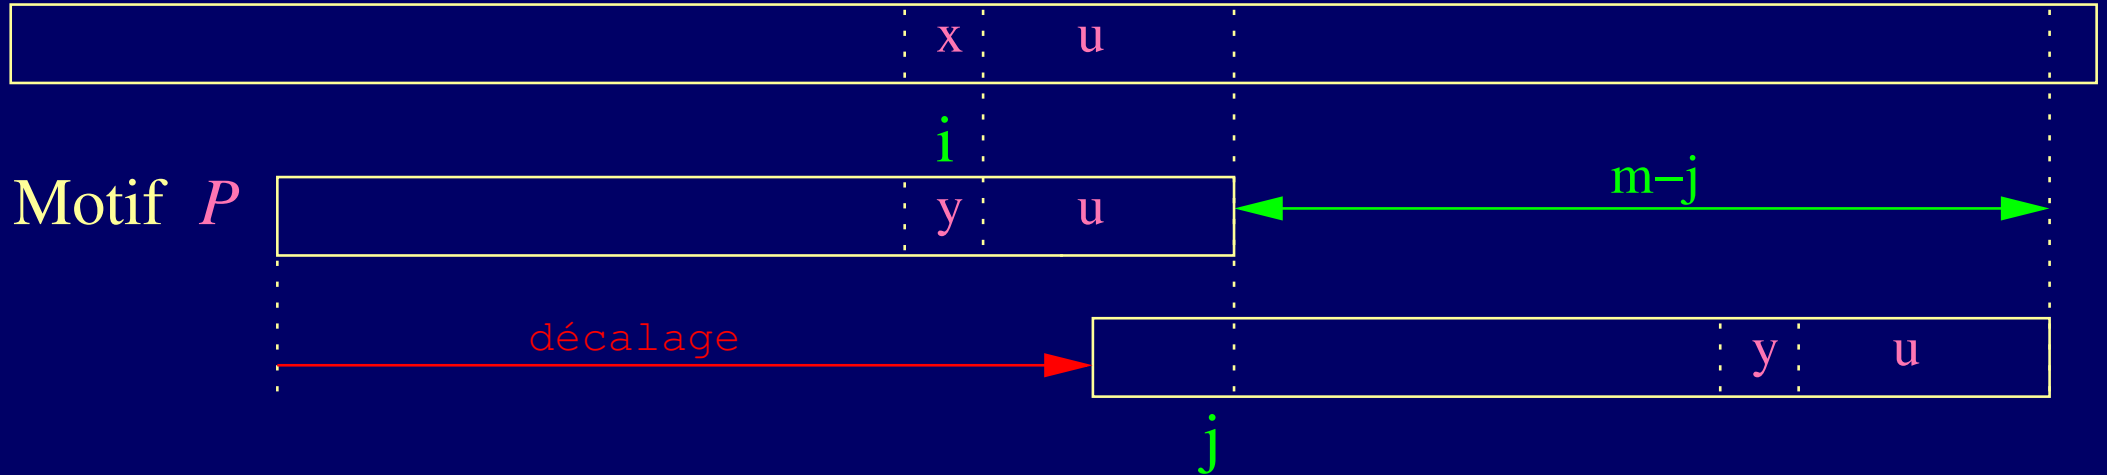 x u
i
m–j
Motif P y u
décalage
y u
j